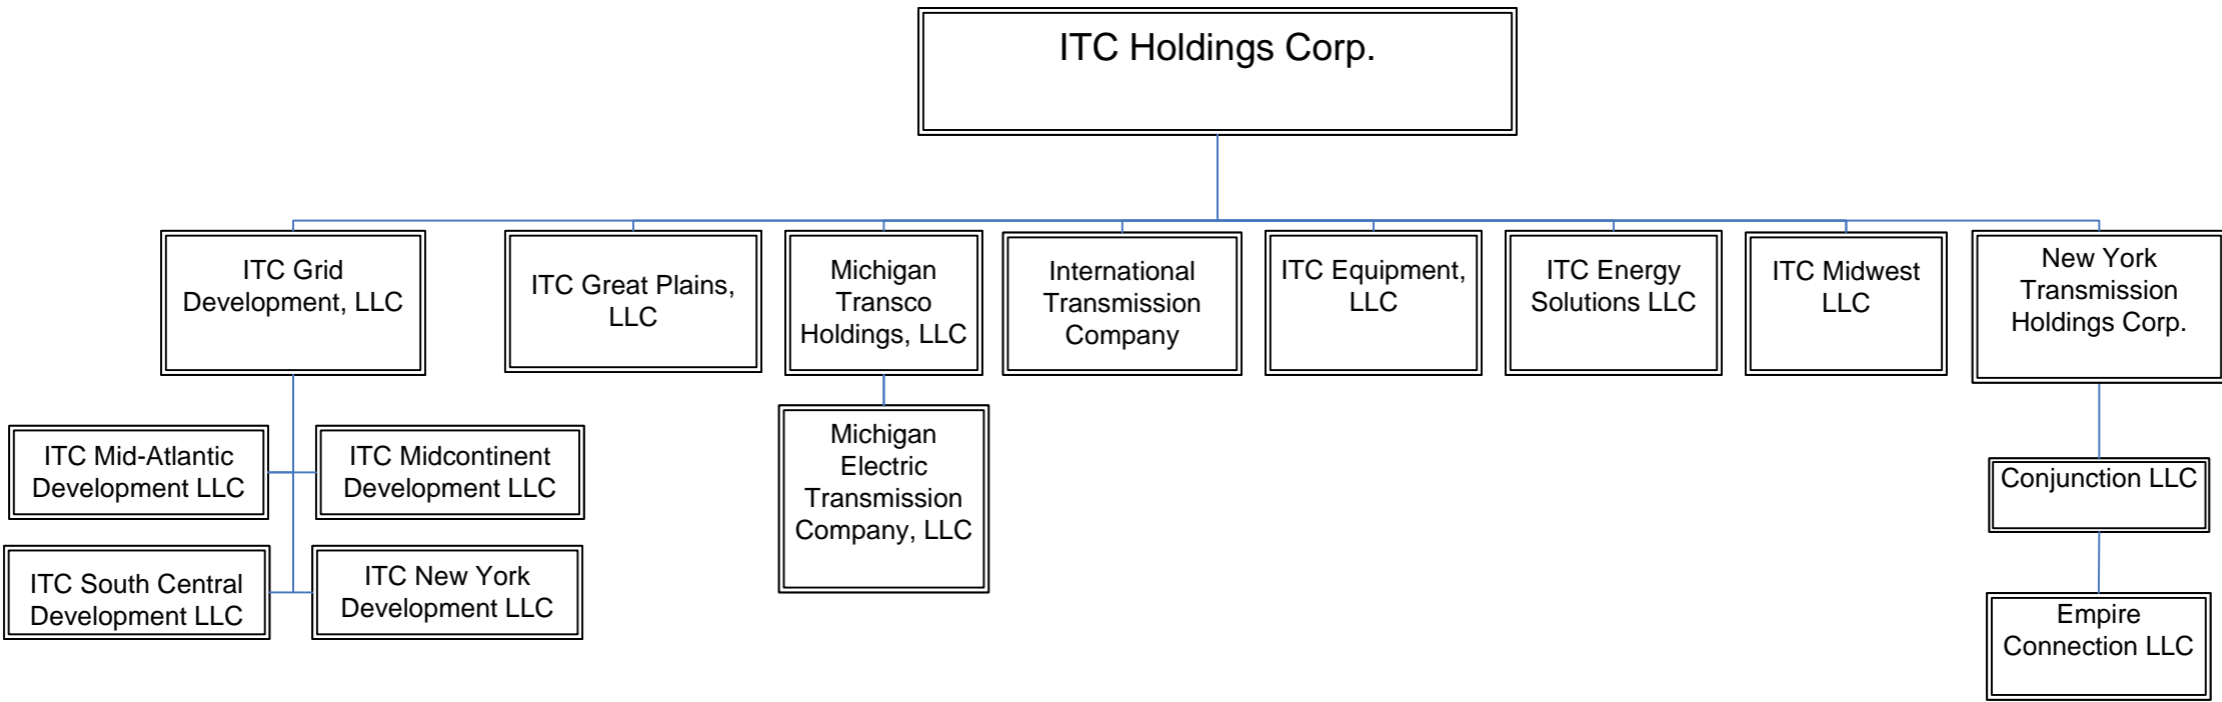 ITC Holdings Corp.
ITC Grid
Development, LLC
ITC Great Plains,
LLC
Michigan
Transco
Holdings, LLC
International
Transmission
Company
ITC Equipment,
LLC
ITC Energy
Solutions LLC
ITC Midwest
LLC
New York
Transmission
Holdings Corp.
ITC Mid-Atlantic
Development LLC
ITC Midcontinent
Development LLC
ITC South Central
Development LLC
ITC New York
Development LLC
Michigan
Electric
Transmission
Company, LLC
Conjunction LLC
Empire
Connection LLC